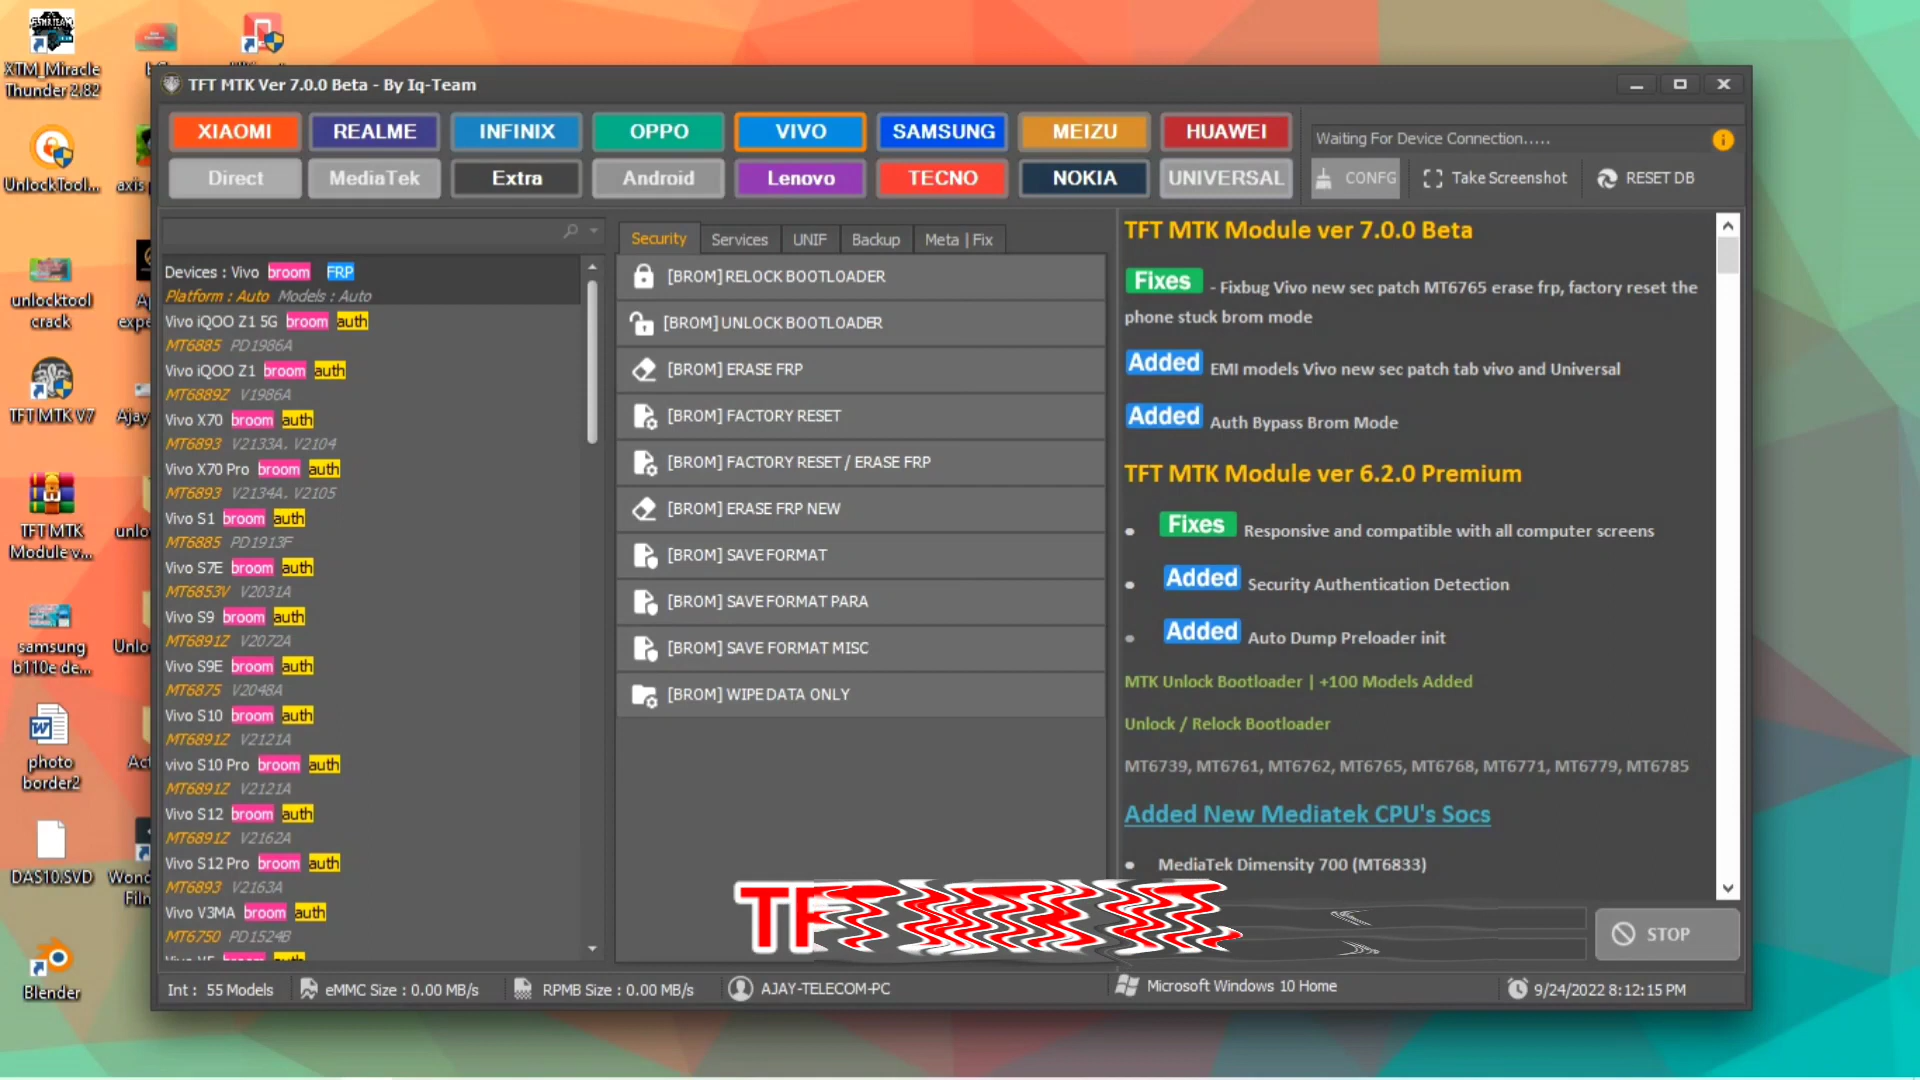 XTM_Miracle
Thunder 2.82
UnlockTool...
unlocktool
crack
TFT MTK V7
TFT MTK
Module v...
samsung
b110e de...
photo
border2
DAS10.SVD
Blender
TFT MTK Ver 7.0.0 Beta - By Iq-Team
XIAOMI REALME INFINIX OPPO VIVO SAMSUNG MEIZU HUAWEI
Direct MediaTek Extra Android Lenovo TECNO NOKIA UNIVERSAL
Waiting For Device Connection.....
CONFG Take Screenshot RESET DB
Devices : Vivo broom FRP
Platform : Auto Models : Auto
Vivo iQOO Z1 5G broom auth
MT6885 PD1986A
Vivo iQOO Z1 broom auth
MT6889Z V1986A
Vivo X70 broom auth
MT6893 V2133A. V2104
Vivo X70 Pro broom auth
MT6893 V2134A. V2105
Vivo S1 broom auth
MT6885 PD1913F
Vivo S7E broom auth
MT6853V V2031A
Vivo S9 broom auth
MT6891Z V2072A
Vivo S9E broom auth
MT6875 V2048A
Vivo S10 broom auth
MT6891Z V2121A
vivo S10 Pro broom auth
MT6891Z V2121A
Vivo S12 broom auth
MT6891Z V2162A
Vivo S12 Pro broom auth
MT6893 V2163A
Vivo V3MA broom auth
MT6750 PD1524B
Security Services UNIF Backup Meta | Fix
[BROM] RELOCK BOOTLOADER
[BROM] UNLOCK BOOTLOADER
[BROM] ERASE FRP
[BROM] FACTORY RESET
[BROM] FACTORY RESET / ERASE FRP
[BROM] ERASE FRP NEW
[BROM] SAVE FORMAT
[BROM] SAVE FORMAT PARA
[BROM] SAVE FORMAT MISC
[BROM] WIPE DATA ONLY
TFT MTK Module ver 7.0.0 Beta
Fixes - Fixbug Vivo new sec patch MT6765 erase frp, factory reset the
phone stuck brom mode
Added EMI models Vivo new sec patch tab vivo and Universal
Added Auth Bypass Brom Mode
TFT MTK Module ver 6.2.0 Premium
• Fixes Responsive and compatible with all computer screens
• Added Security Authentication Detection
• Added Auto Dump Preloader init
MTK Unlock Bootloader | +100 Models Added
Unlock / Relock Bootloader
MT6739, MT6761, MT6762, MT6765, MT6768, MT6771, MT6779, MT6785
Added New Mediatek CPU's Socs
• MediaTek Dimensity 700 (MT6833)
STOP
Int : 55 Models eMMC Size : 0.00 MB/s RPMB Size : 0.00 MB/s AJAY-TELECOM-PC Microsoft Windows 10 Home 9/24/2022 8:12:15 PM